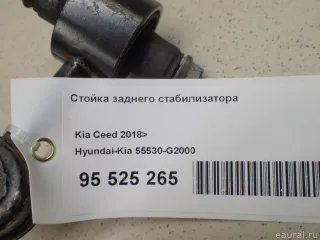 Стойка заднего стабилизатора
Kia Ceed 2018>
Hyundai-Kia 55530-G2000
95 525 265
eaural.ru